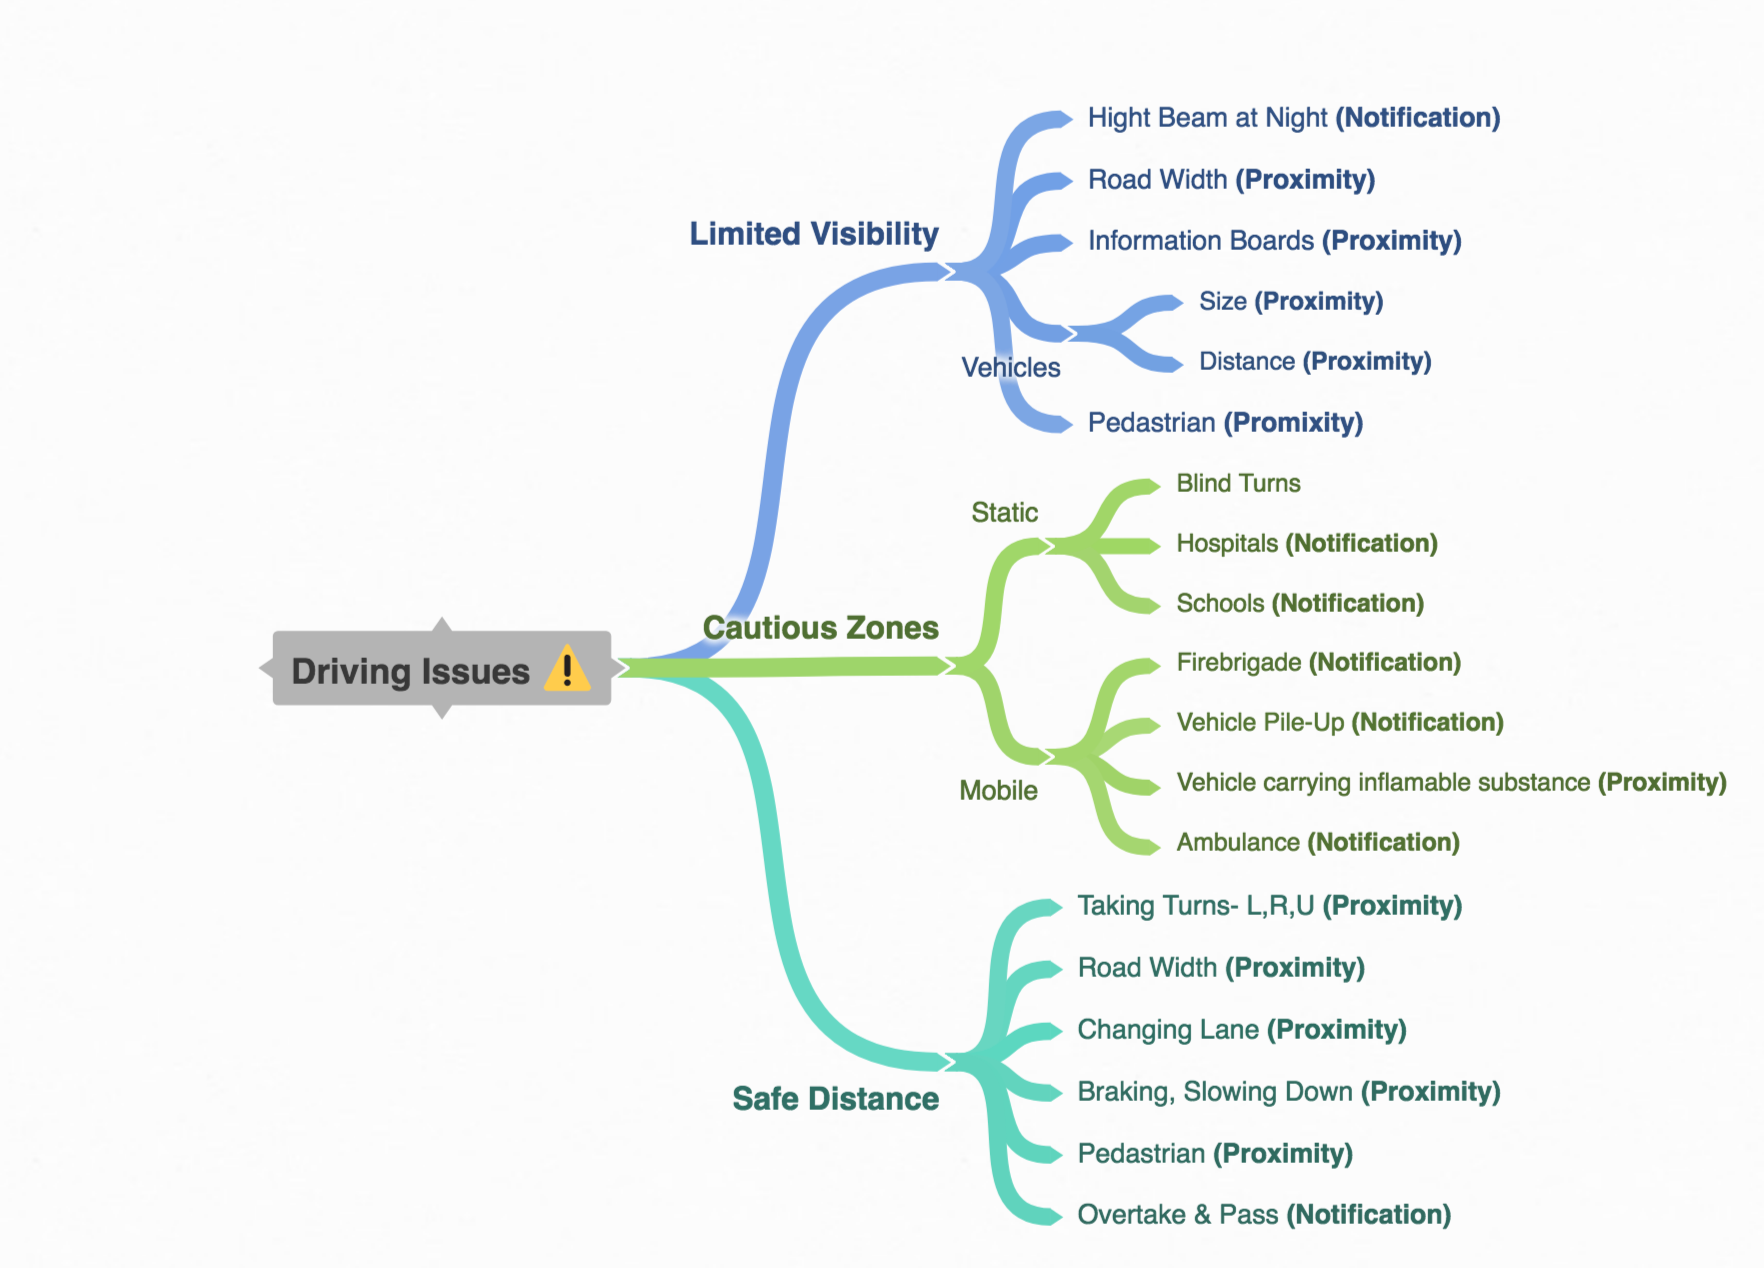 Hight Beam at Night (Notification)
Road Width (Proximity)
Limited Visibility
Information Boards (Proximity)
Size (Proximity)
Distance (Proximity)
Vehicles
Pedastrian (Promixity)
Blind Turns
Static
Hospitals (Notification)
Schools (Notification)
Cautious Zones
Driving Issues
Firebrigade (Notification)
Vehicle Pile-Up (Notification)
Mobile
Vehicle carrying inflamable substance (Proximity)
Ambulance (Notification)
Taking Turns- L,R,U (Proximity)
Road Width (Proximity)
Changing Lane (Proximity)
Safe Distance
Braking, Slowing Down (Proximity)
Pedastrian (Proximity)
Overtake & Pass (Notification)